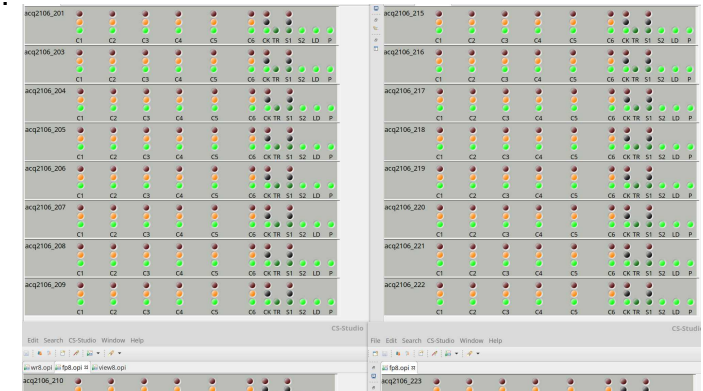 acq2106_201
C1 C2 C3 C4 C5 C6 CK TR S1 S2 LD P
acq2106_203
C1 C2 C3 C4 C5 C6 CK TR S1 S2 LD P
acq2106_204
C1 C2 C3 C4 C5 C6 CK TR S1 S2 LD P
acq2106_205
C1 C2 C3 C4 C5 C6 CK TR S1 S2 LD P
acq2106_206
C1 C2 C3 C4 C5 C6 CK TR S1 S2 LD P
acq2106_207
C1 C2 C3 C4 C5 C6 CK TR S1 S2 LD P
acq2106_208
C1 C2 C3 C4 C5 C6 CK TR S1 S2 LD P
acq2106_209
C1 C2 C3 C4 C5 C6 CK TR S1 S2 LD P
CS-Studio
Edit Search CS-Studio Window Help
wr8.opi fp8.opi view8.opi
acq2106_210
acq2106_215
C1 C2 C3 C4 C5 C6 CK TR S1 S2 LD P
acq2106_216
C1 C2 C3 C4 C5 C6 CK TR S1 S2 LD P
acq2106_217
C1 C2 C3 C4 C5 C6 CK TR S1 S2 LD P
acq2106_218
C1 C2 C3 C4 C5 C6 CK TR S1 S2 LD P
acq2106_219
C1 C2 C3 C4 C5 C6 CK TR S1 S2 LD P
acq2106_220
C1 C2 C3 C4 C5 C6 CK TR S1 S2 LD P
acq2106_221
C1 C2 C3 C4 C5 C6 CK TR S1 S2 LD P
acq2106_222
C1 C2 C3 C4 C5 C6 CK TR S1 S2 LD P
CS-Studio
File Edit Search CS-Studio Window Help
fp8.opi
acq2106_223